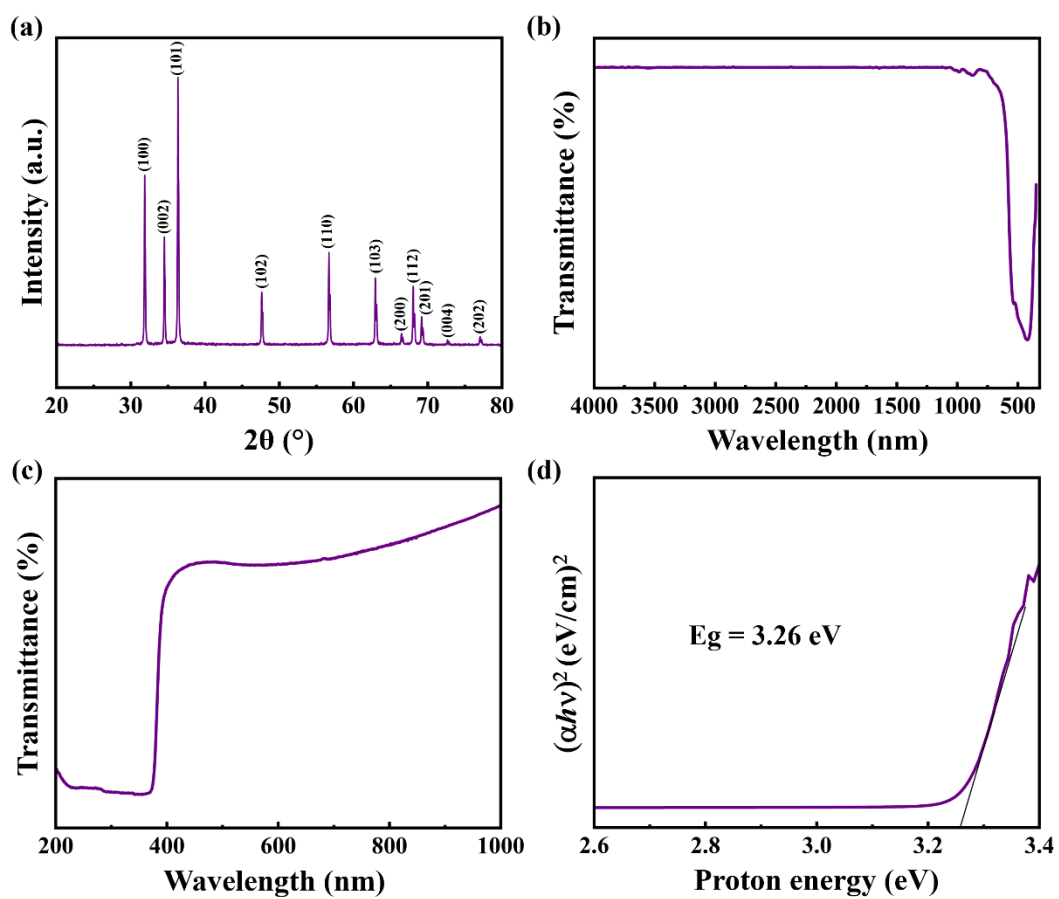 (a)
Intensity (a.u.)
(100)
(002)
(101)
(102)
(110)
(103)
(200)
(112)
(201)
(004)
(202)
20 30 40 50 60 70 80
2θ (°)
(b)
Transmittance (%)
4000 3500 3000 2500 2000 1500 1000 500
Wavelength (nm)
(c)
Transmittance (%)
200 400 600 800 1000
Wavelength (nm)
(d)
(αhν)² (eV/cm)²
Eg = 3.26 eV
2.6 2.8 3.0 3.2 3.4
Proton energy (eV)